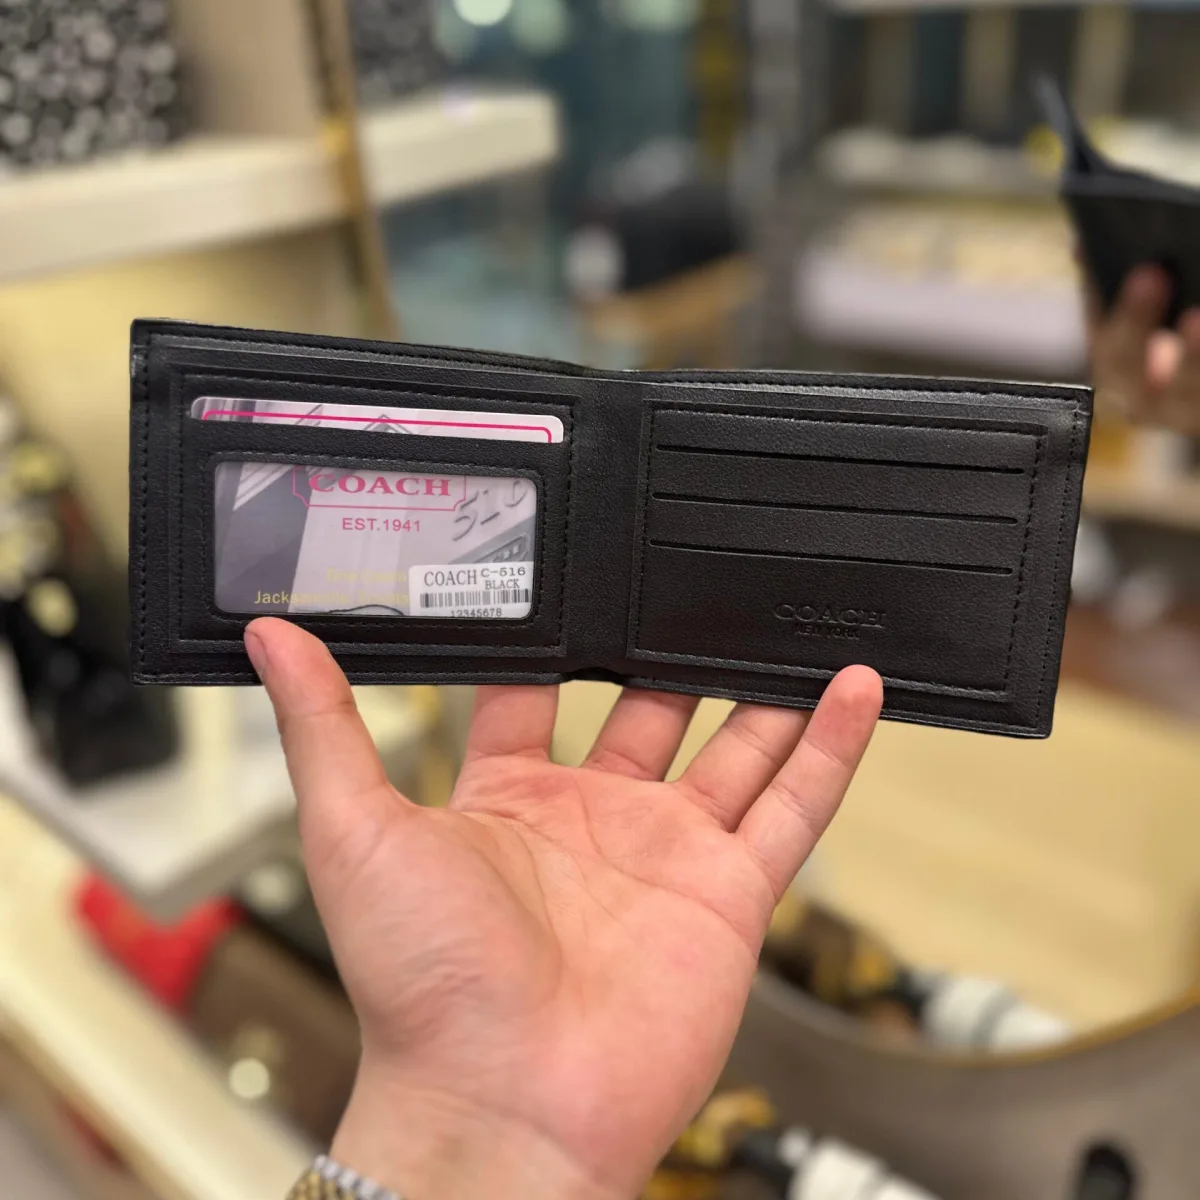 COACH
EST.1941
516
COACH C-516
BLACK
12345678
COACH
NEW YORK